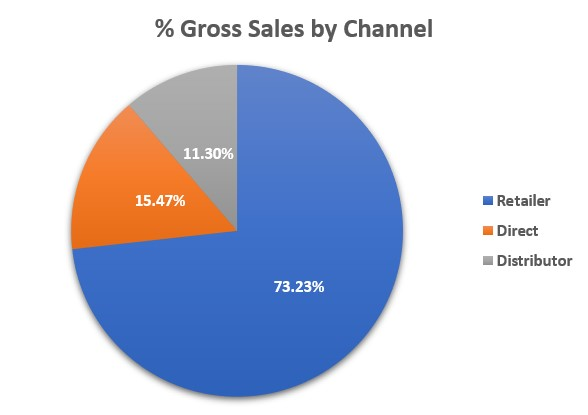 % Gross Sales by Channel
11.30%
15.47%
73.23%
Retailer
Direct
Distributor